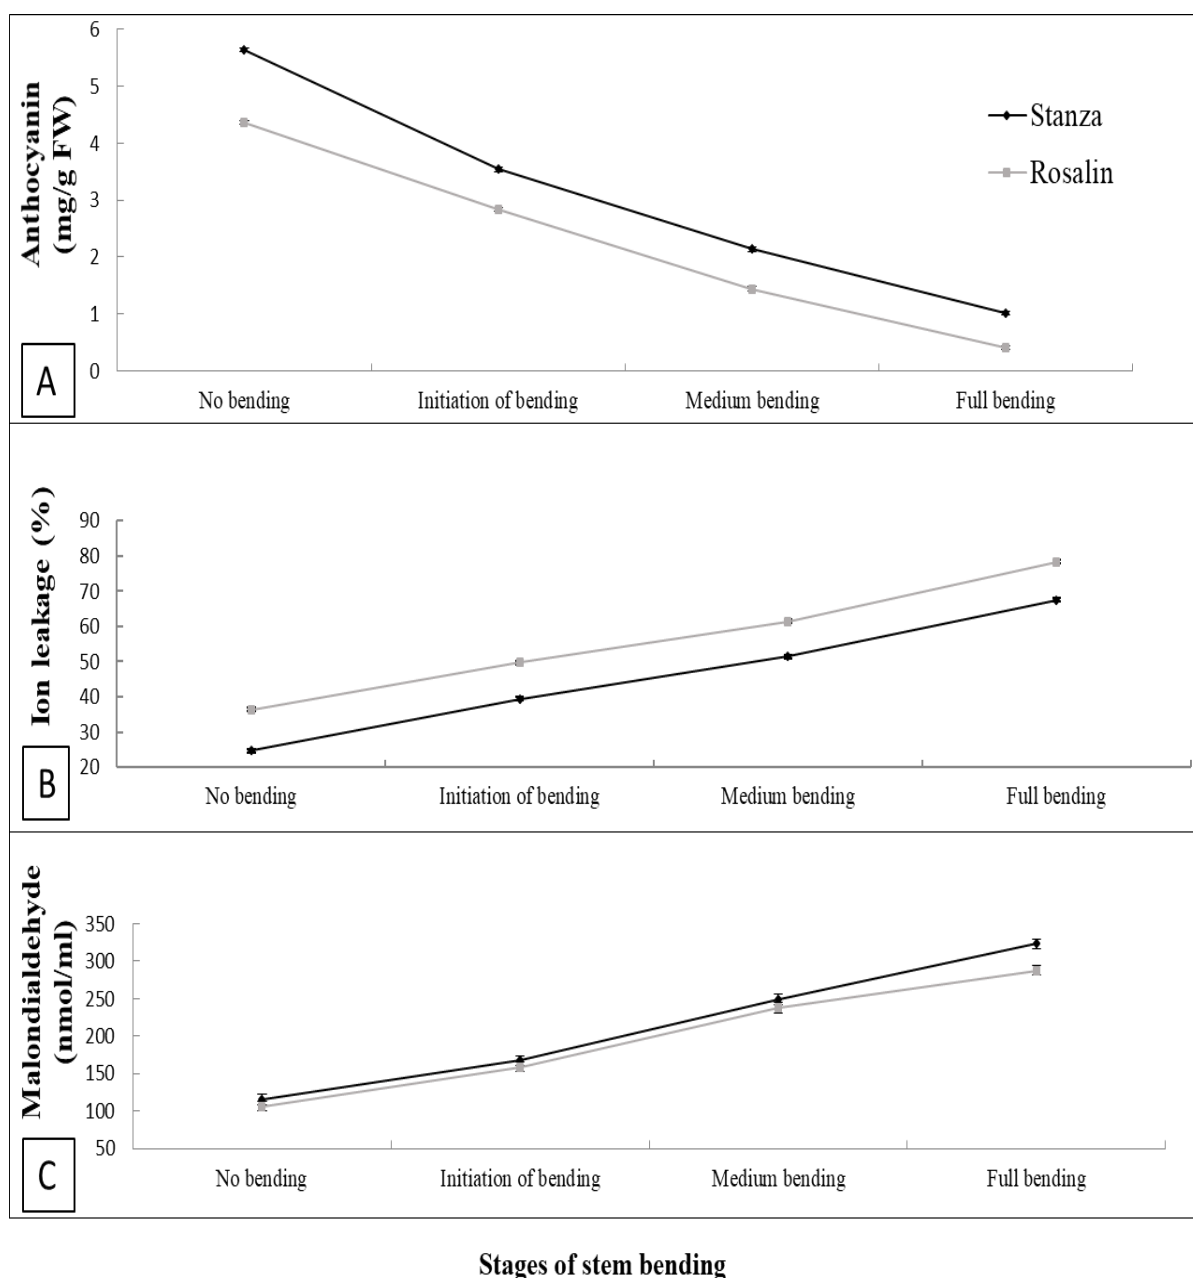 Anthocyanin
(mg/g FW)
6
5
4
3
2
1
0
Stanza
Rosalin
A
No bending Initiation of bending Medium bending Full bending
Ion leakage (%)
90
80
70
60
50
40
30
20
B
No bending Initiation of bending Medium bending Full bending
Malondialdehyde
(nmol/ml)
350
300
250
200
150
100
50
C
No bending Initiation of bending Medium bending Full bending
Stages of stem bending